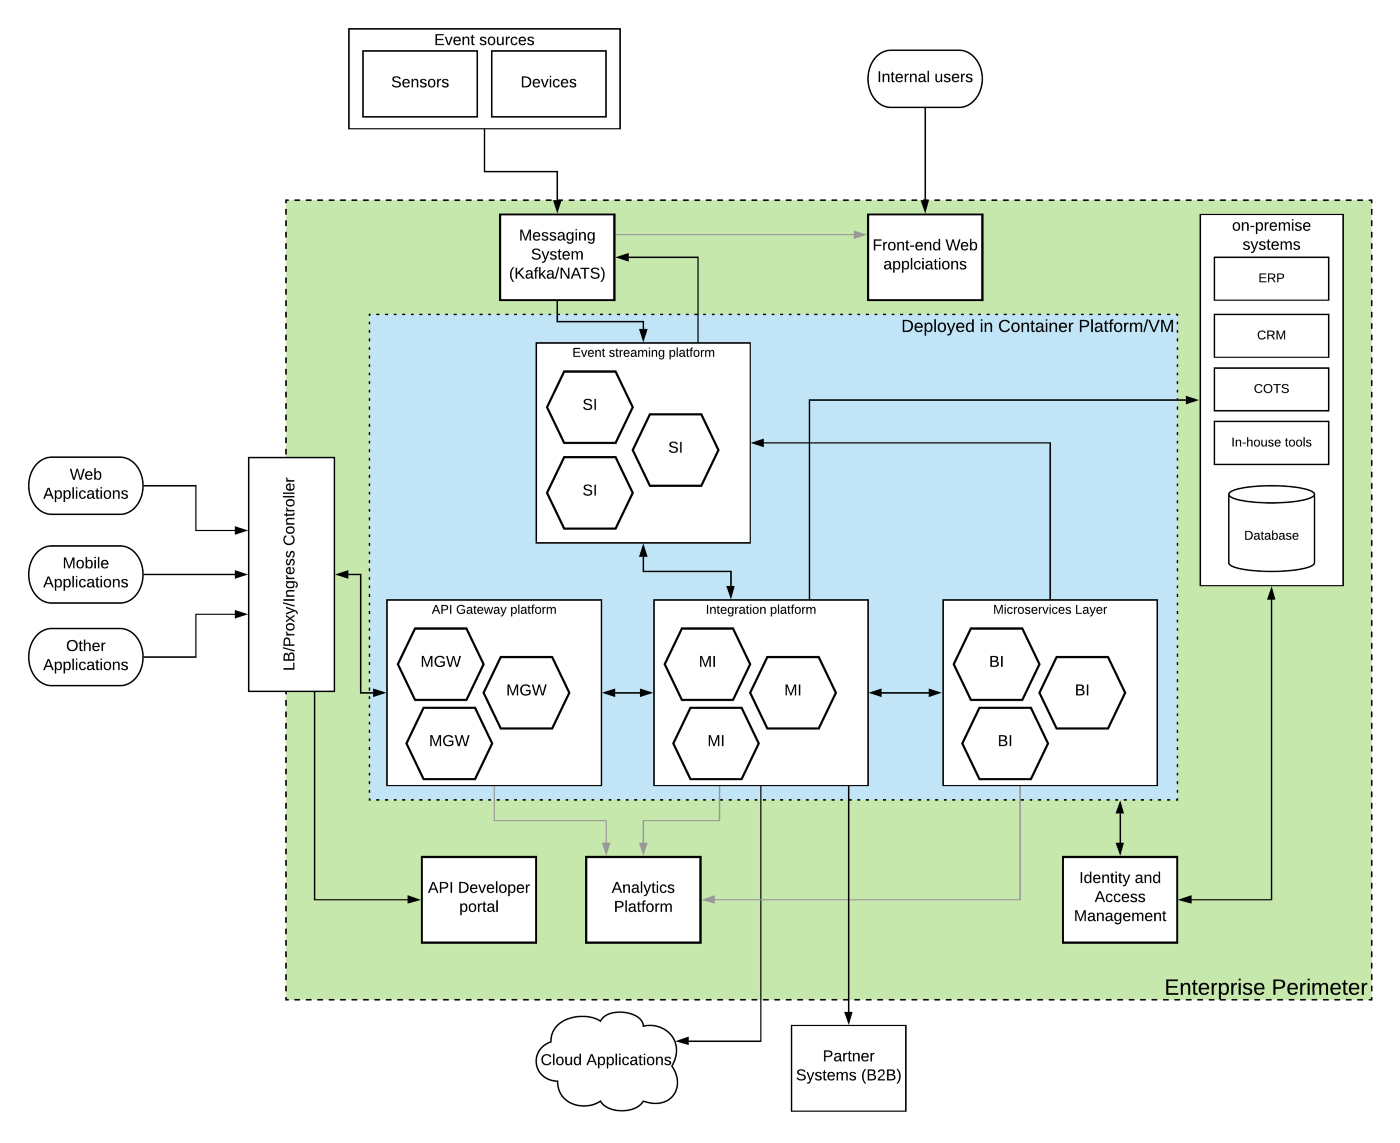 Event sources
Sensors
Devices
Internal users
Messaging
System
(Kafka/NATS)
Front-end Web
applciations
on-premise
systems
ERP
CRM
COTS
In-house tools
Database
Deployed in Container Platform/VM
Event streaming platform
SI
SI
SI
Web
Applications
Mobile
Applications
Other
Applications
LB/Proxy/Ingress Controller
API Gateway platform
MGW
MGW
MGW
Integration platform
MI
MI
MI
Microservices Layer
BI
BI
BI
API Developer
portal
Analytics
Platform
Identity and
Access
Management
Enterprise Perimeter
Cloud Applications
Partner
Systems (B2B)